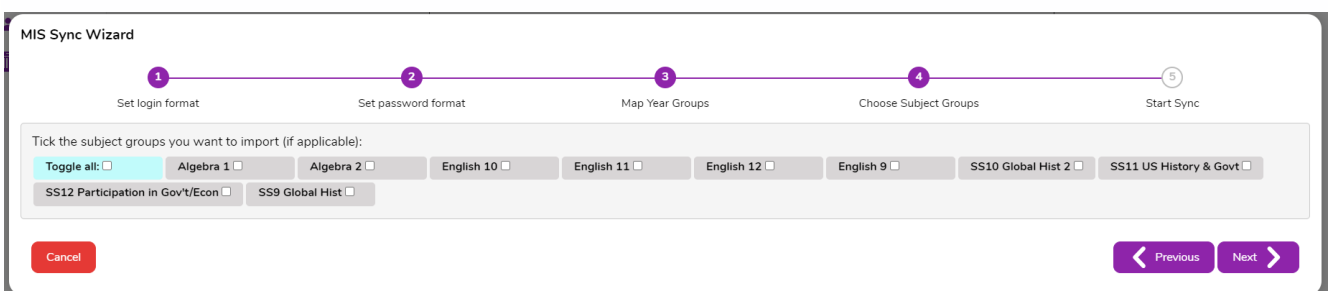 MIS Sync Wizard
1 2 3 4 5
Set login format Set password format Map Year Groups Choose Subject Groups Start Sync
Tick the subject groups you want to import (if applicable):
Toggle all: Algebra 1 Algebra 2 English 10 English 11 English 12 English 9 SS10 Global Hist 2 SS11 US History & Govt
SS12 Participation in Gov't/Econ SS9 Global Hist
Cancel Previous Next